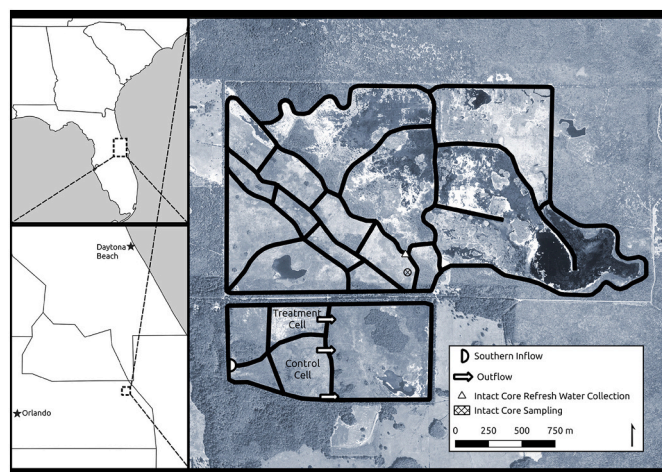 Daytona
Beach
Orlando
Treatment
Cell
Control
Cell
Southern Inflow
Outflow
Intact Core Refresh Water Collection
Intact Core Sampling
0 250 500 750 m